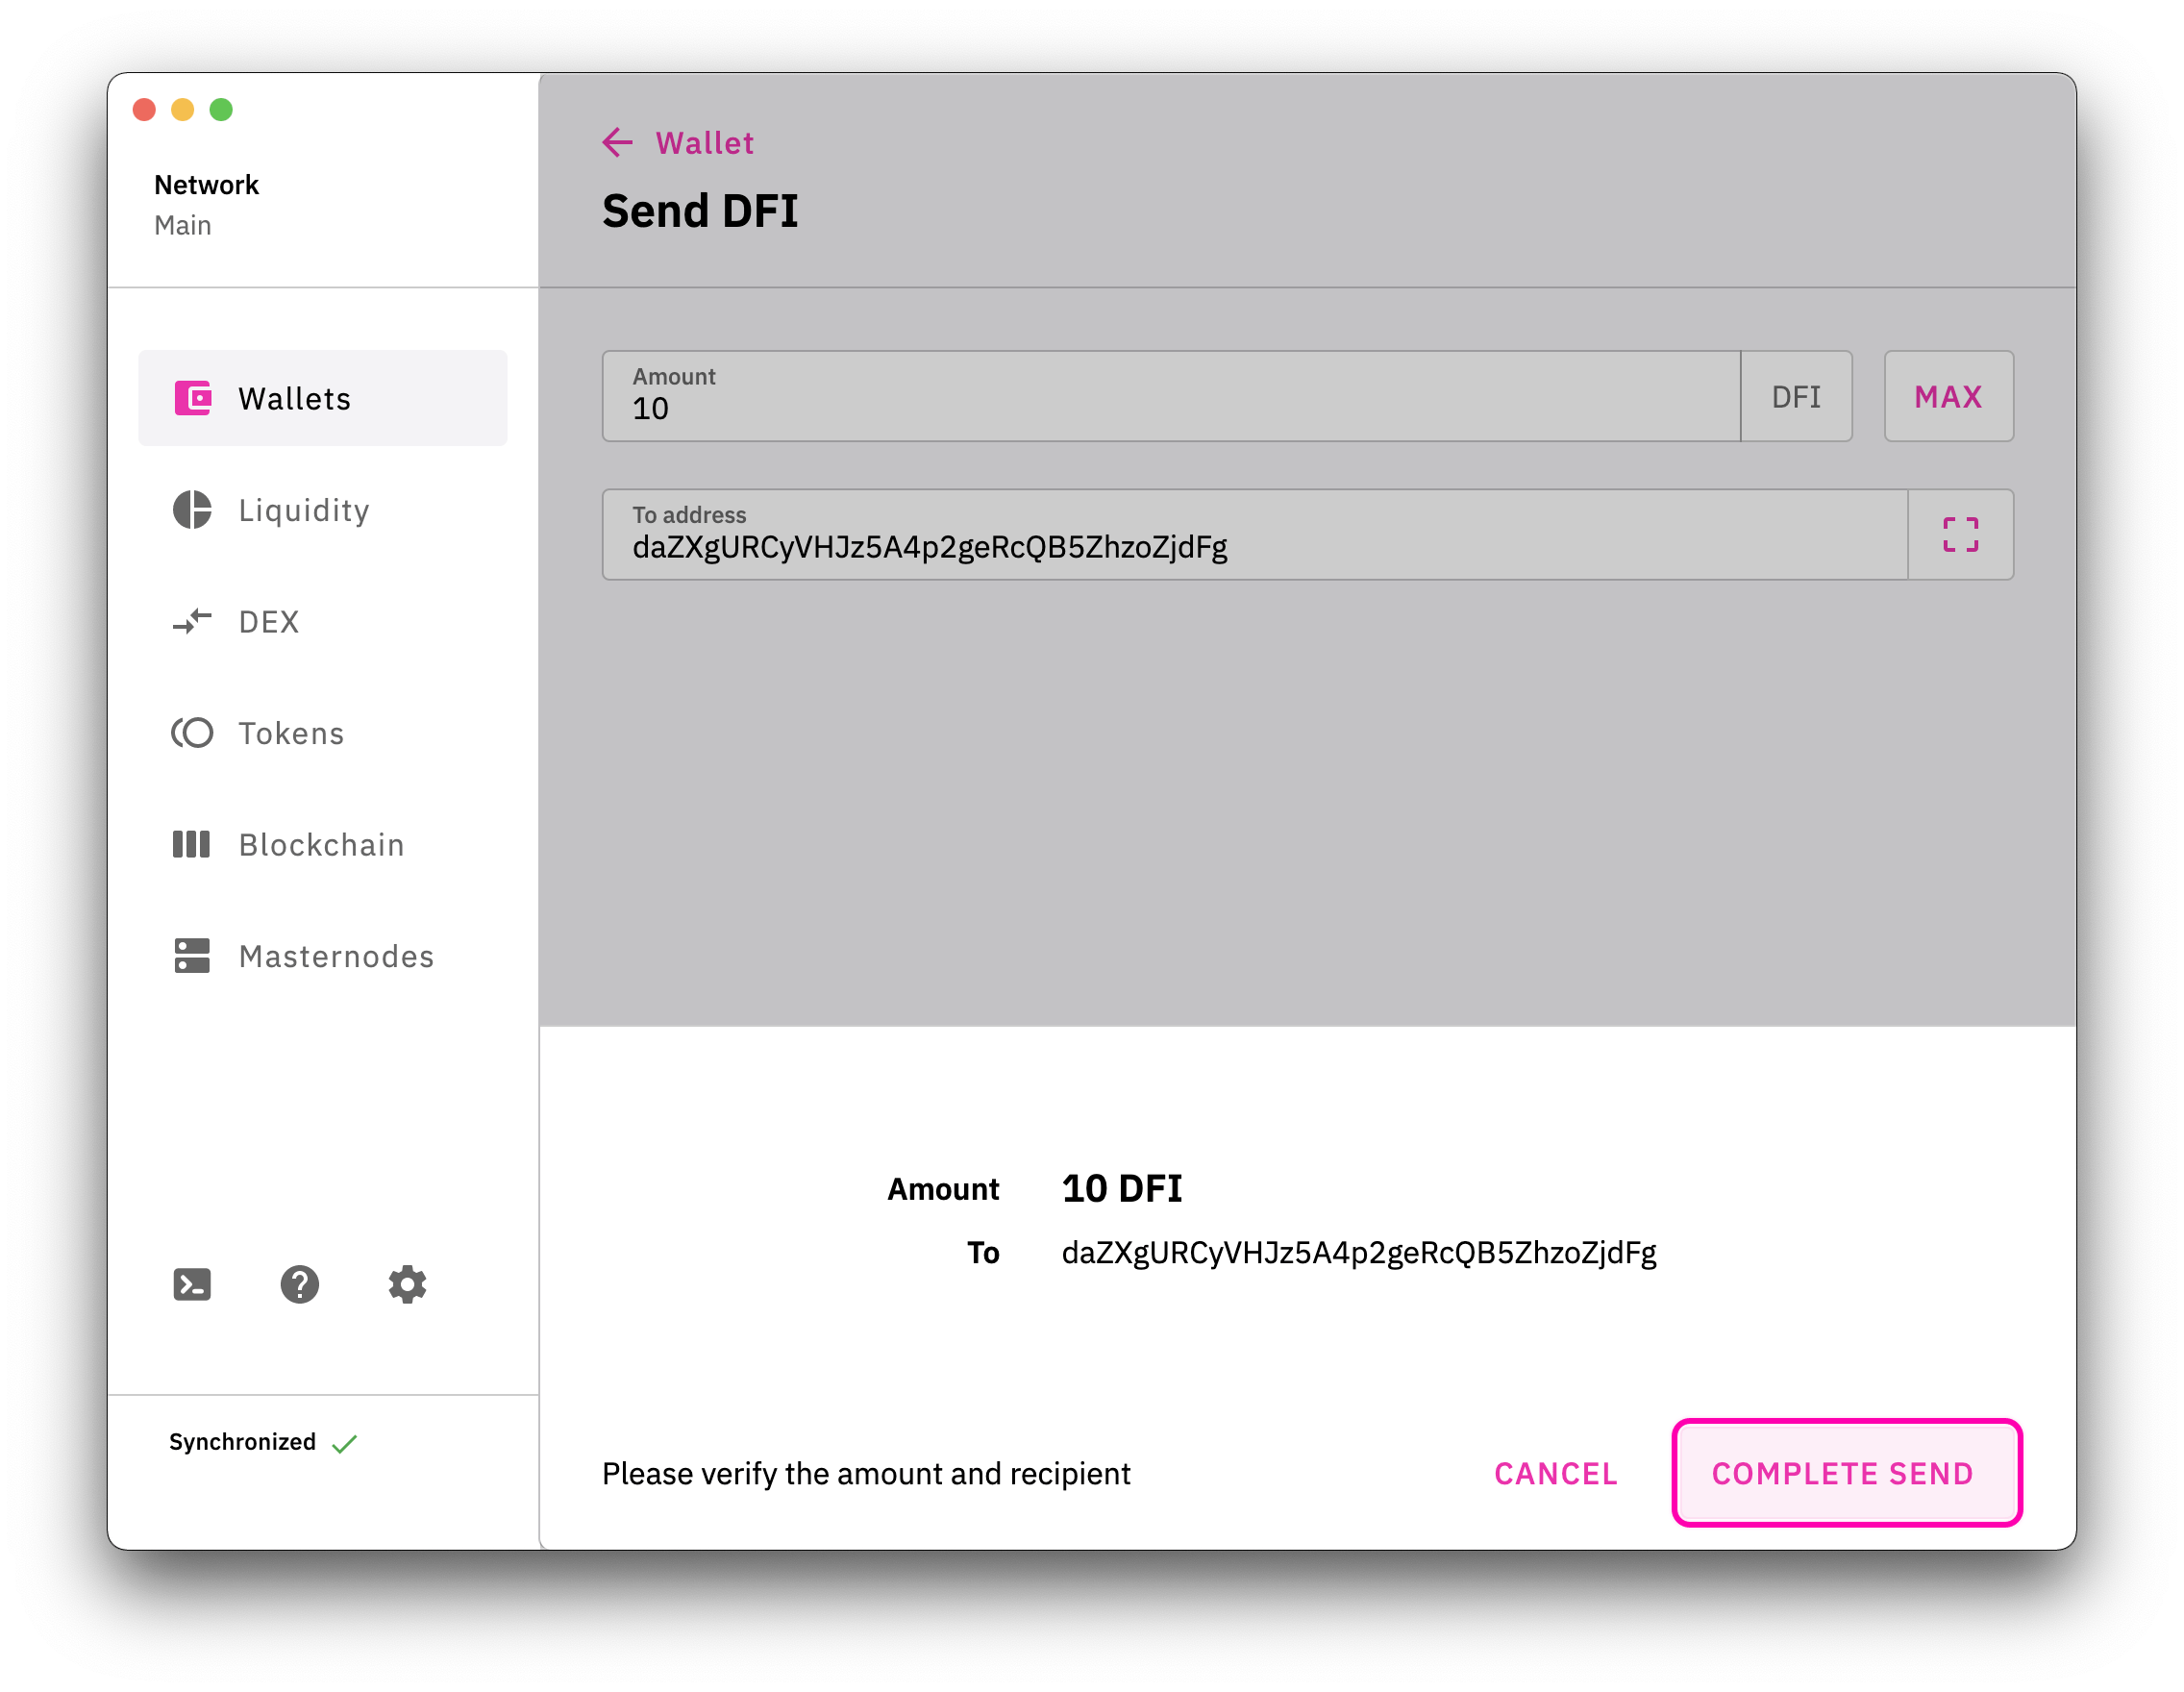 Network
Main
Wallets
Liquidity
DEX
Tokens
Blockchain
Masternodes
Synchronized
Wallet
Send DFI
Amount
10
DFI
MAX
To address
daZXgURCyVHJz5A4p2geRcQB5ZhzoZjdFg
Amount 10 DFI
To daZXgURCyVHJz5A4p2geRcQB5ZhzoZjdFg
Please verify the amount and recipient
CANCEL
COMPLETE SEND